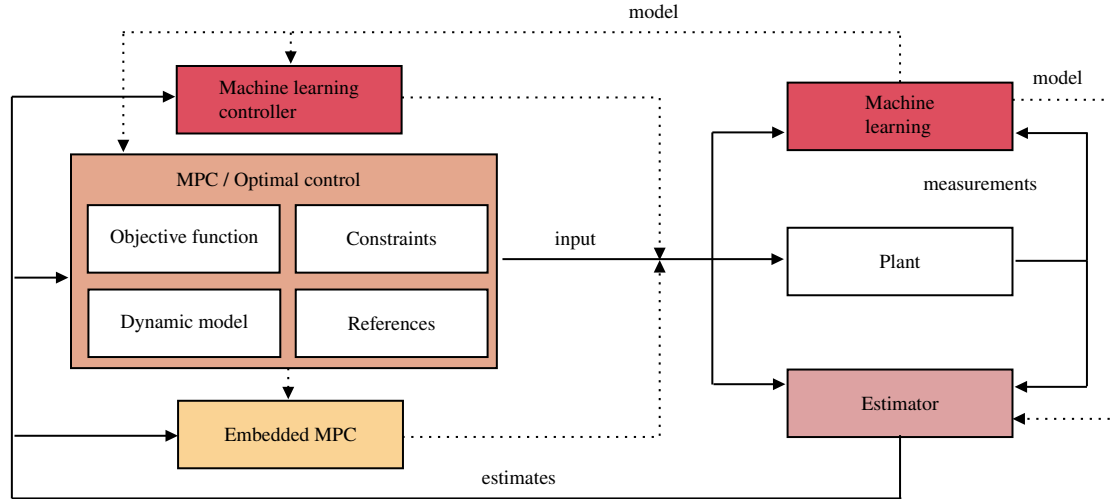 model
model
Machine learning
controller
Machine
learning
MPC / Optimal control
measurements
Objective function
Constraints
input
Plant
Dynamic model
References
Estimator
Embedded MPC
estimates